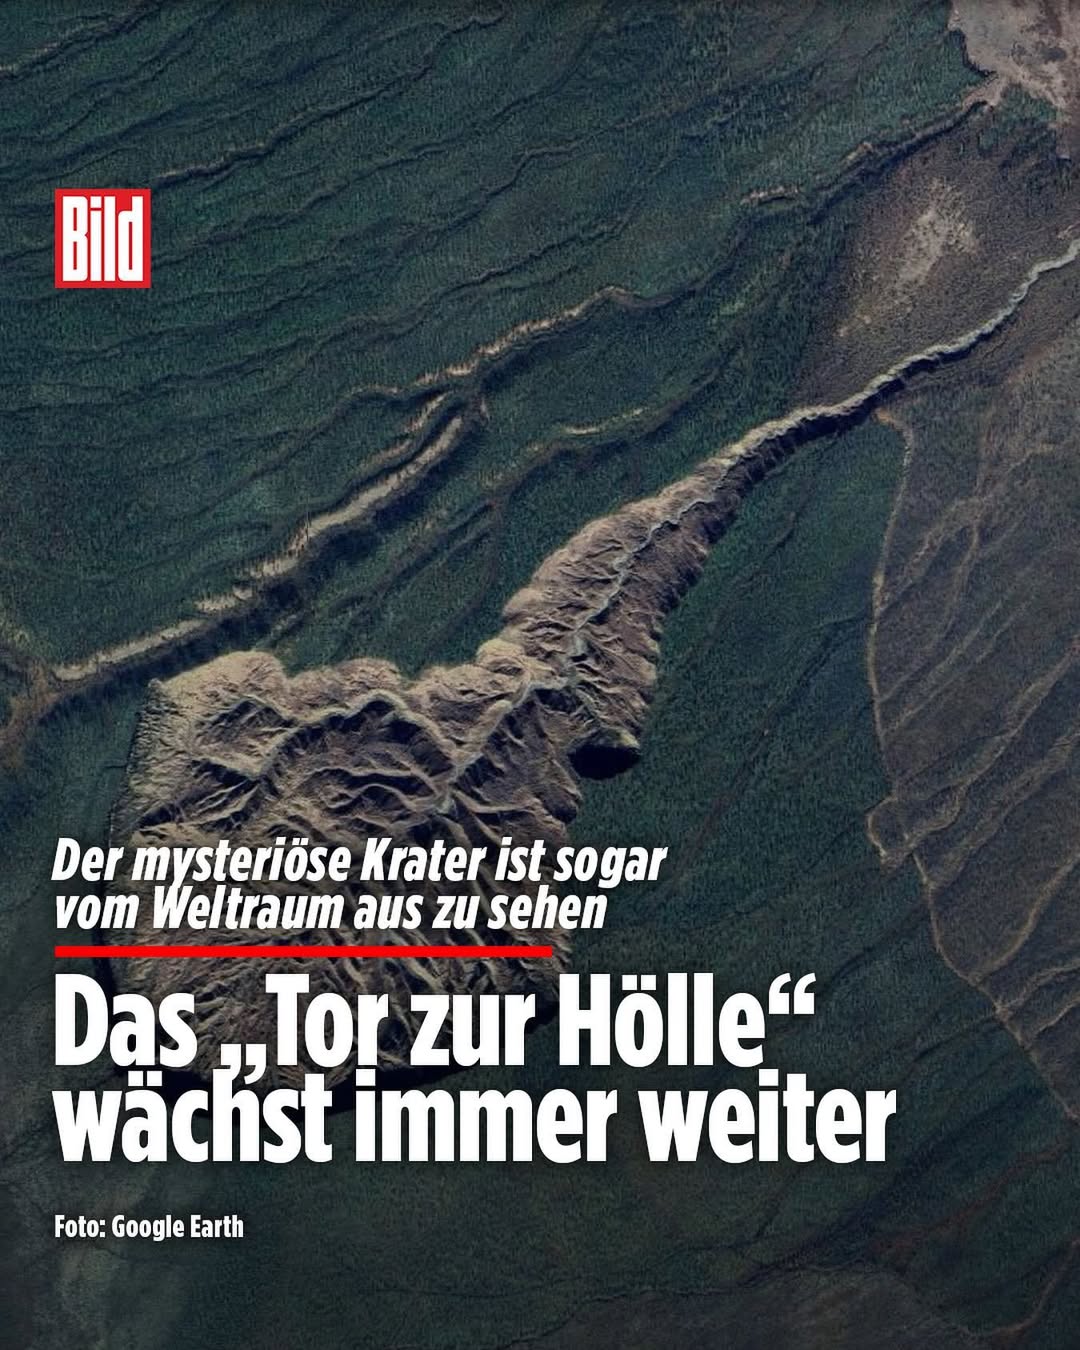 Bild
Der mysteriöse Krater ist sogar
vom Weltraum aus zu sehen
Das „Tor zur Hölle“
wächst immer weiter
Foto: Google Earth